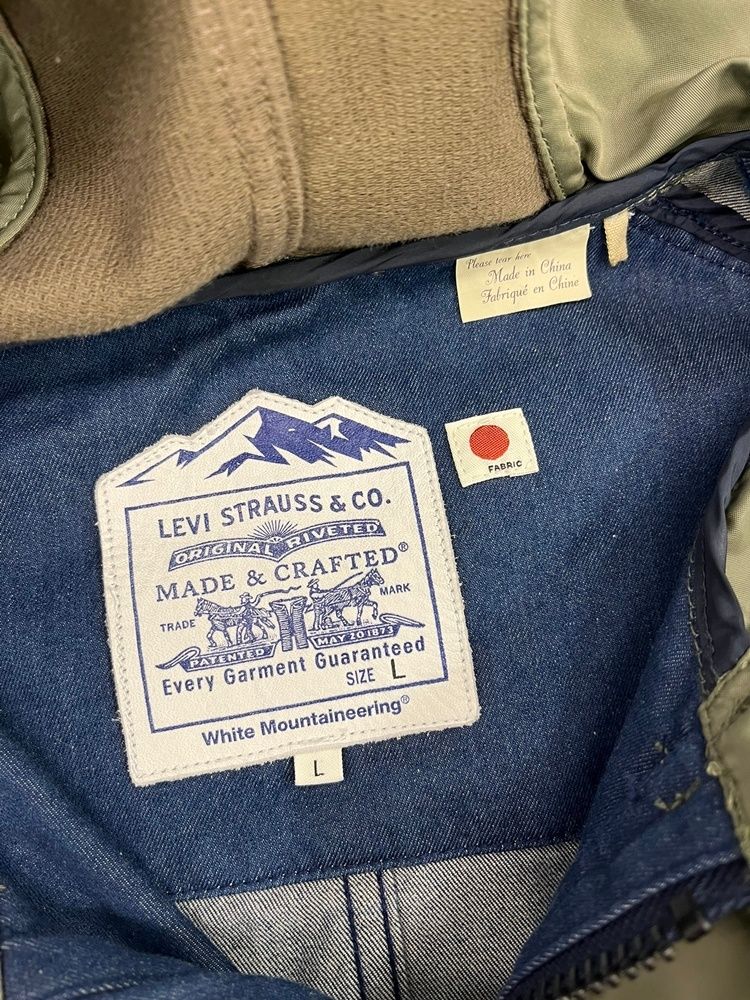 Please tear here
Made in China
Fabriqué en Chine
FABRIC
LEVI STRAUSS & CO.
ORIGINAL RIVETED
MADE & CRAFTED®
TRADE MARK
PATENTED MAY 20 1873
Every Garment Guaranteed
SIZE L
White Mountaineering®
L